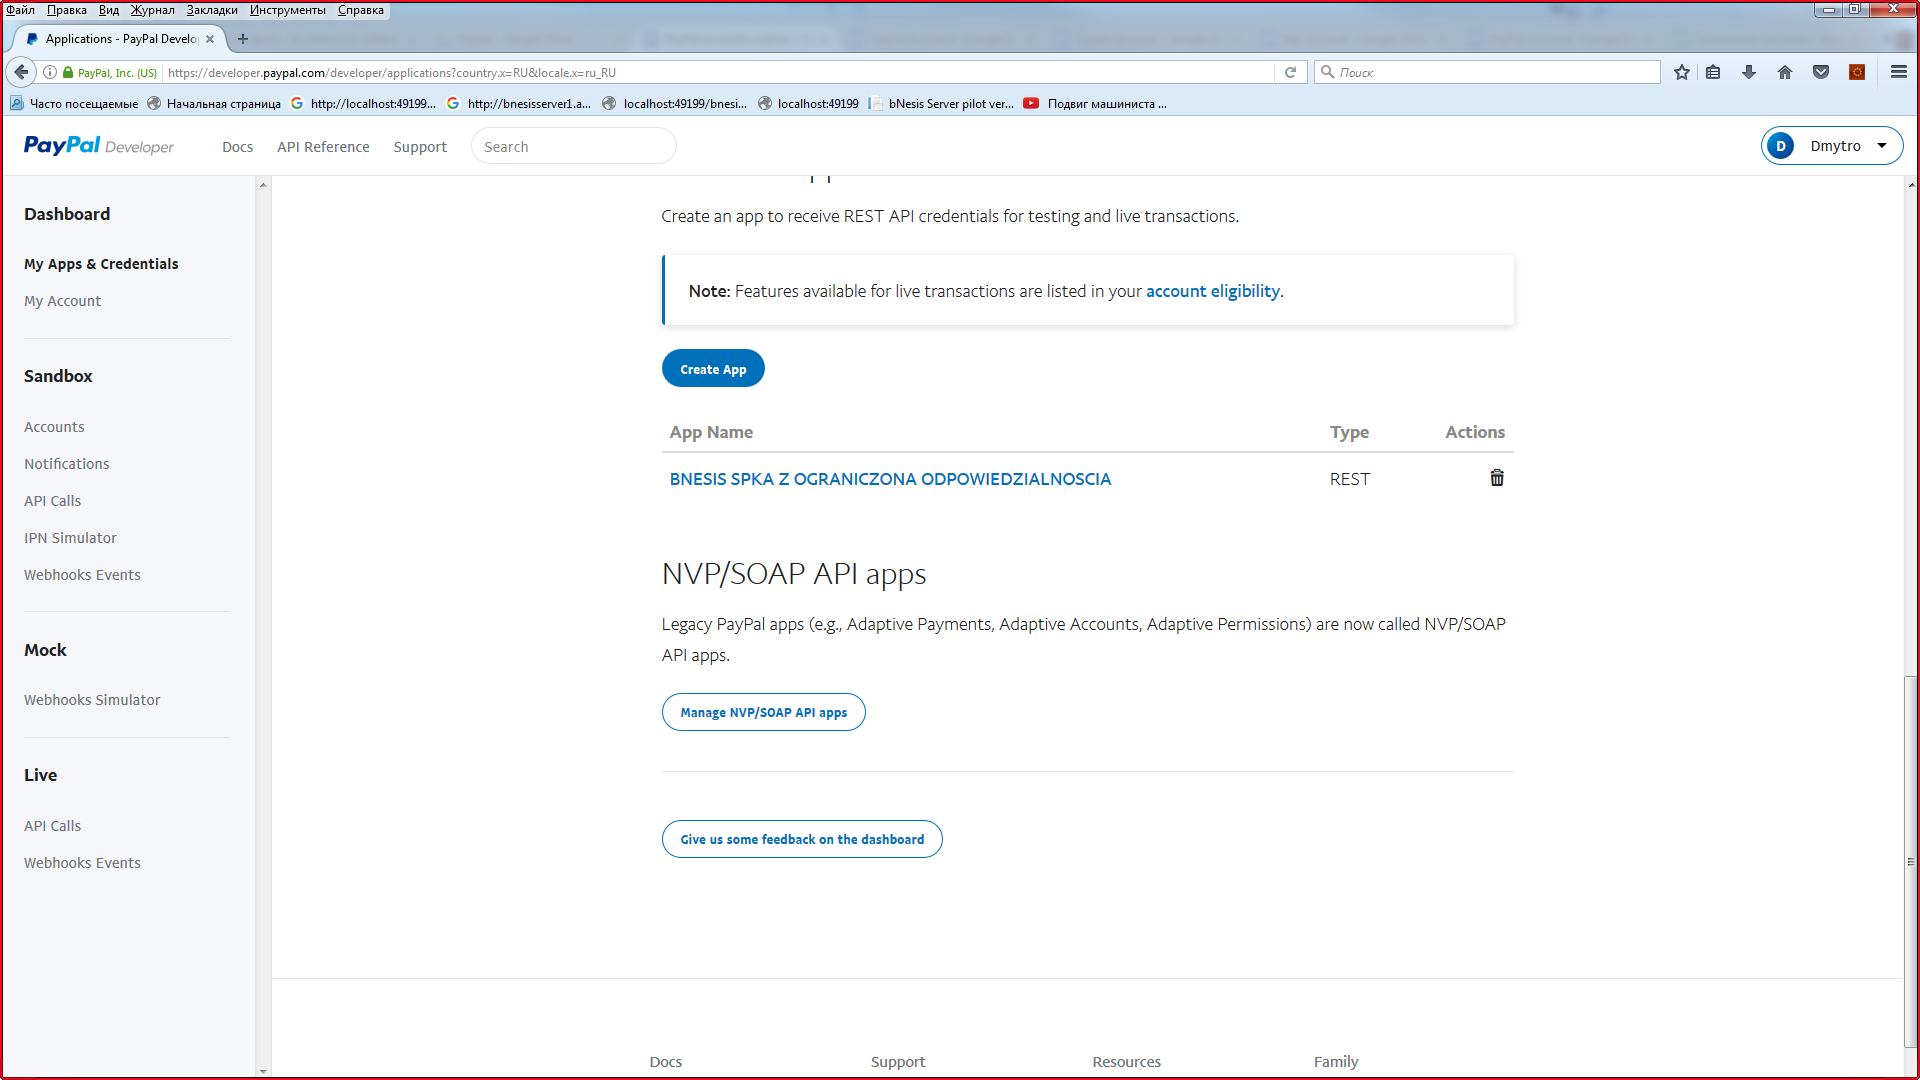 Файл Правка Вид Журнал Закладки Инструменты Справка
Applications - PayPal Develo
PayPal, Inc. (US) https://developer.paypal.com/developer/applications?country.x=RU&locale.x=ru_RU Поиск
Часто посещаемые Начальная страница http://localhost:49199... http://bnesisserver1.a... localhost:49199/bnesi... localhost:49199 bNesis Server pilot ver... Подвиг машиниста ...
PayPal Developer Docs API Reference Support Search D Dmytro
Dashboard
My Apps & Credentials
My Account
Sandbox
Accounts
Notifications
API Calls
IPN Simulator
Webhooks Events
Mock
Webhooks Simulator
Live
API Calls
Webhooks Events
Create an app to receive REST API credentials for testing and live transactions.
Note: Features available for live transactions are listed in your account eligibility.
Create App
App Name Type Actions
BNESIS SPKA Z OGRANICZONA ODPOWIEDZIALNOSCIA REST
NVP/SOAP API apps
Legacy PayPal apps (e.g., Adaptive Payments, Adaptive Accounts, Adaptive Permissions) are now called NVP/SOAP
API apps.
Manage NVP/SOAP API apps
Give us some feedback on the dashboard
Docs Support Resources Family